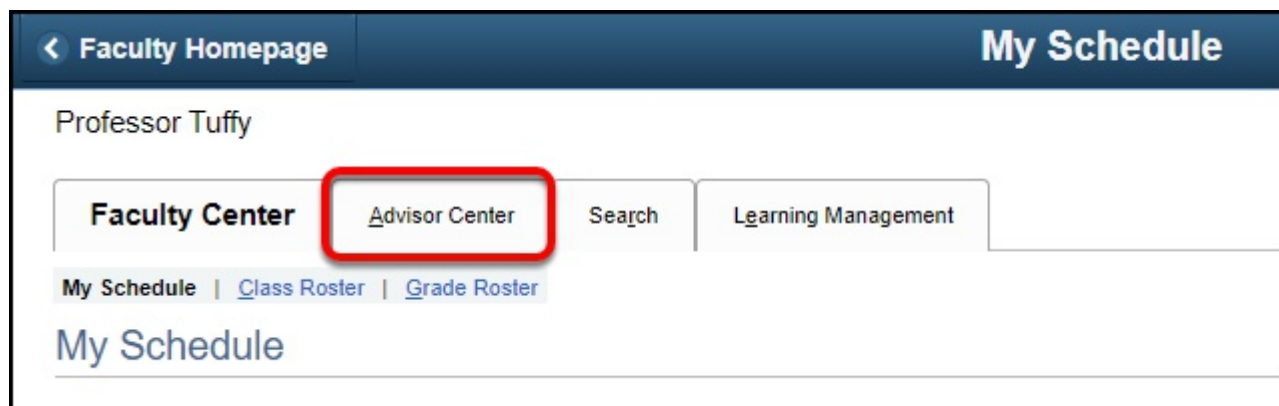 Faculty Homepage My Schedule
Professor Tuffy
Faculty Center Advisor Center Search Learning Management
My Schedule | Class Roster | Grade Roster
My Schedule